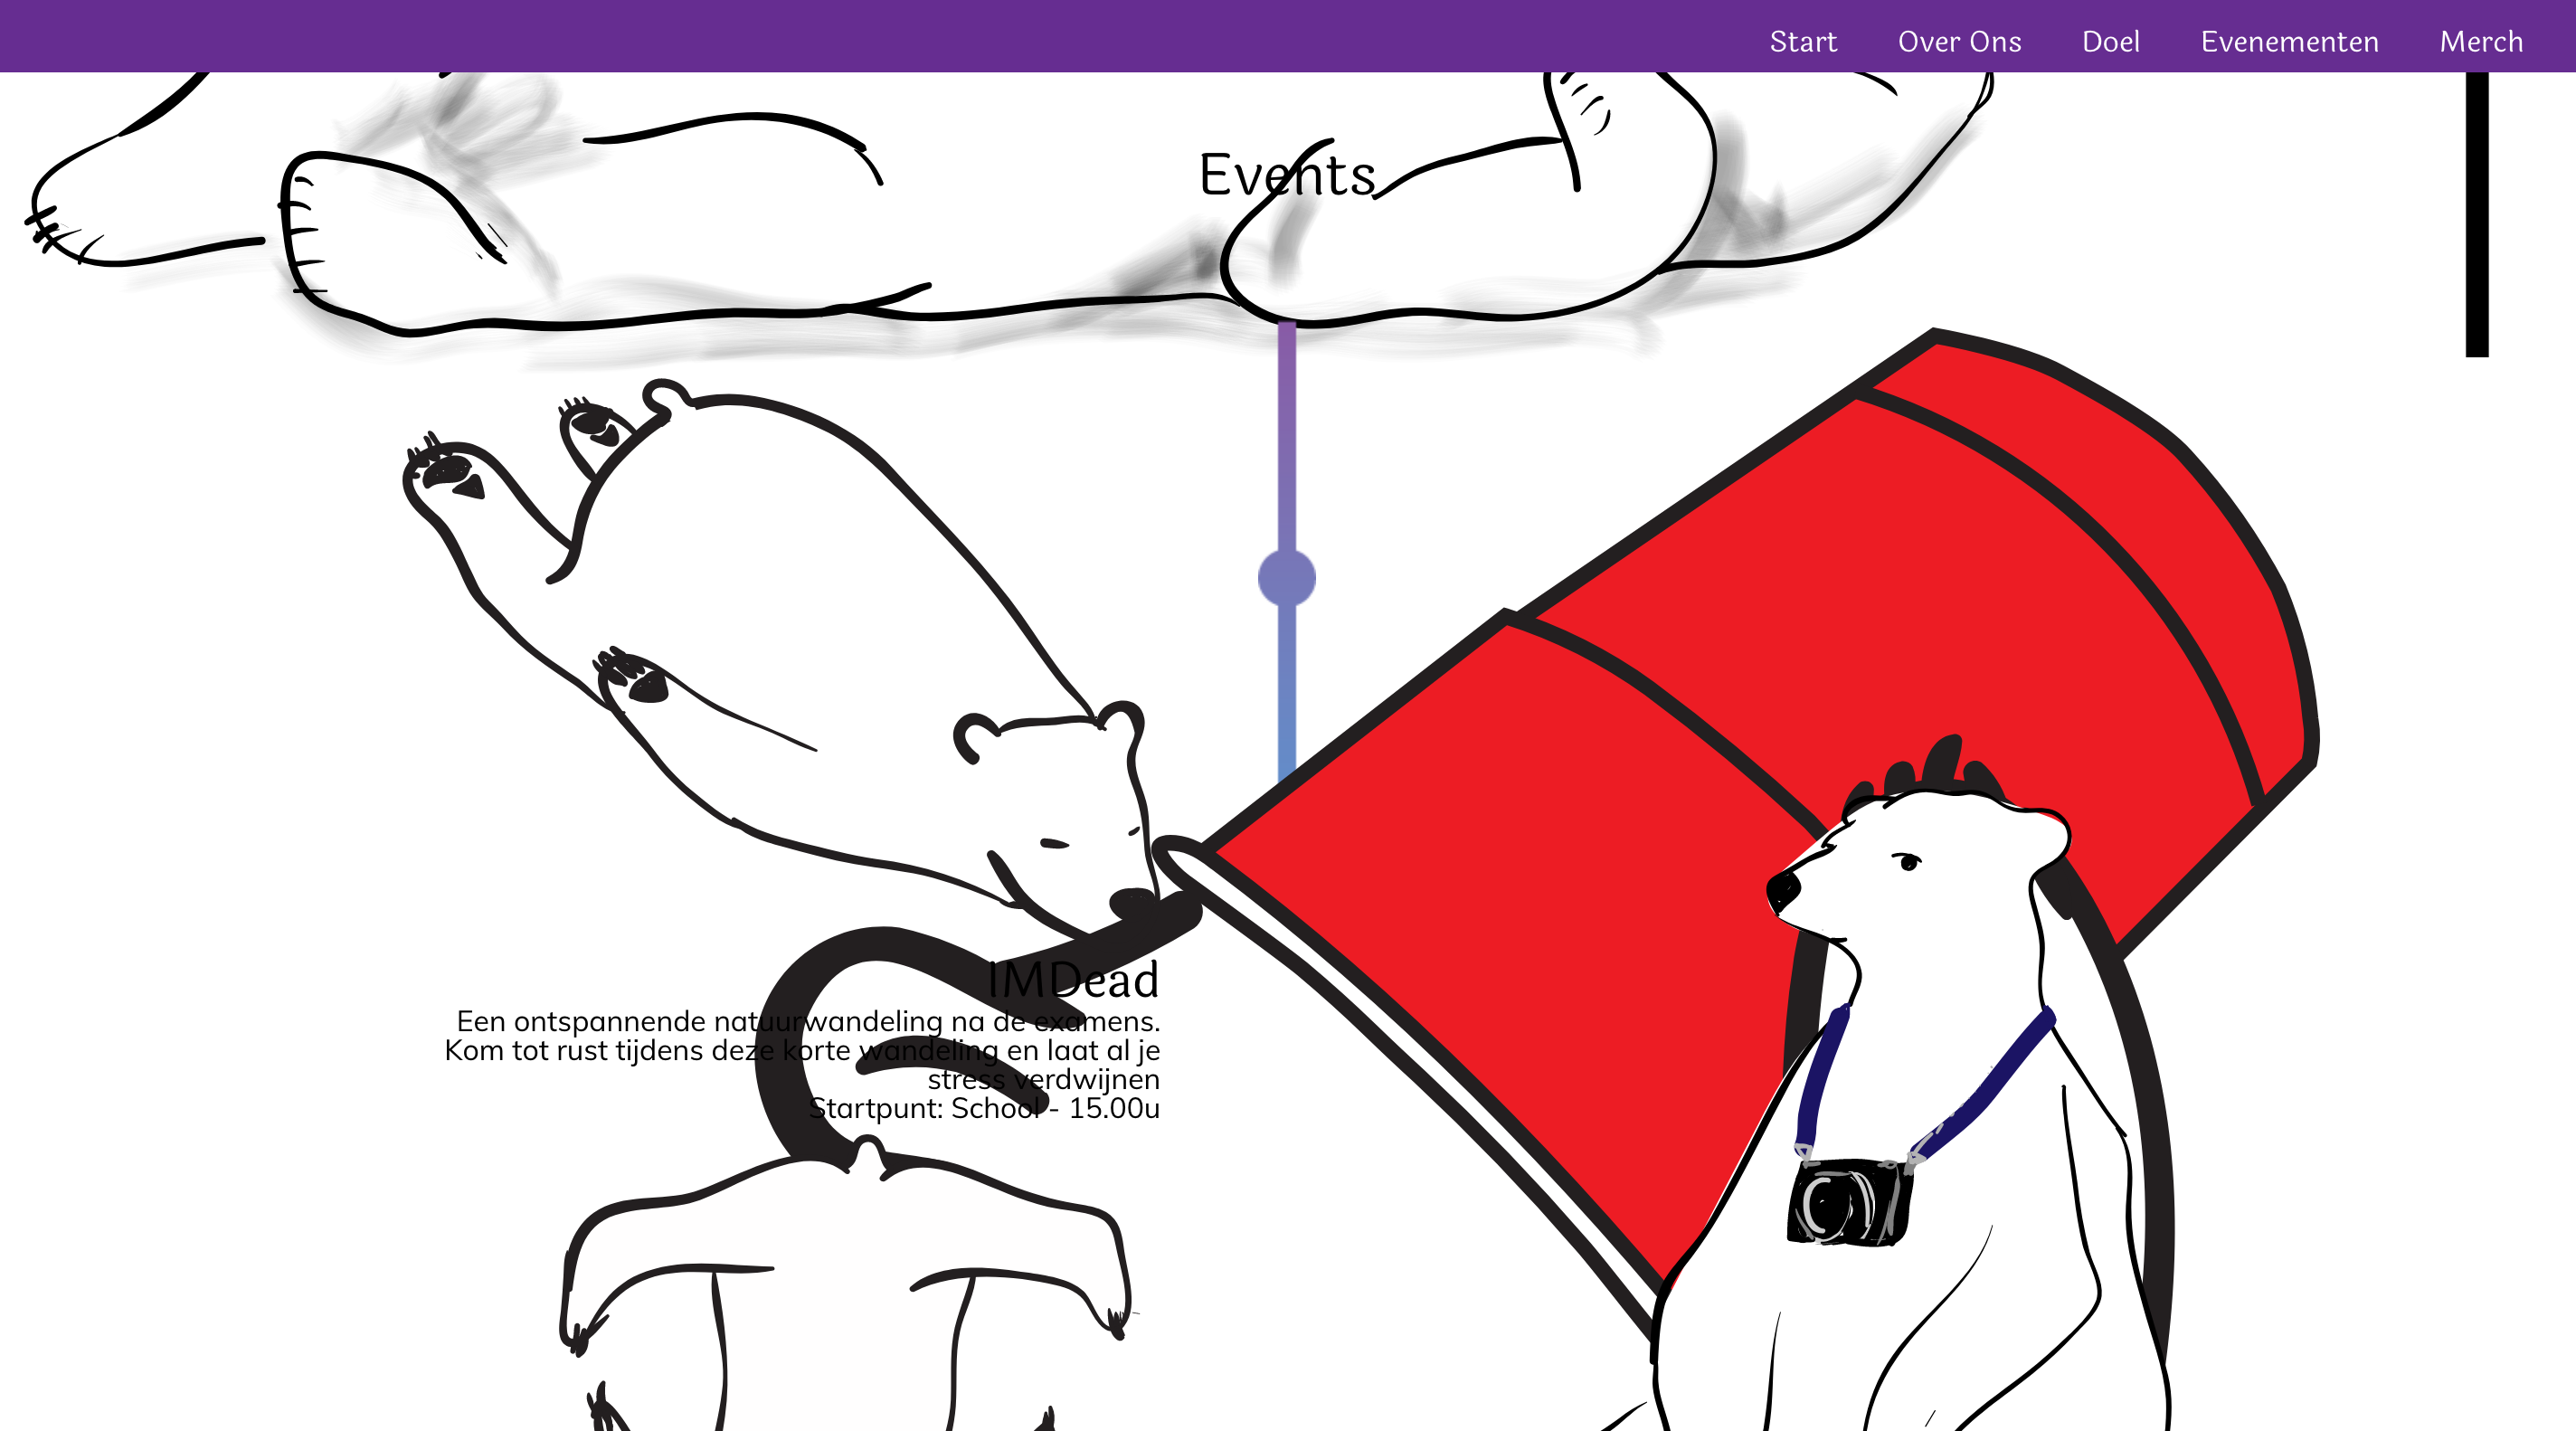 Start Over Ons Doel Evenementen Merch
Events
IMDead
Een ontspannende natuurwandeling na de examens.
Kom tot rust tijdens deze korte wandeling en laat al je
stress verdwijnen
Startpunt: School - 15.00u